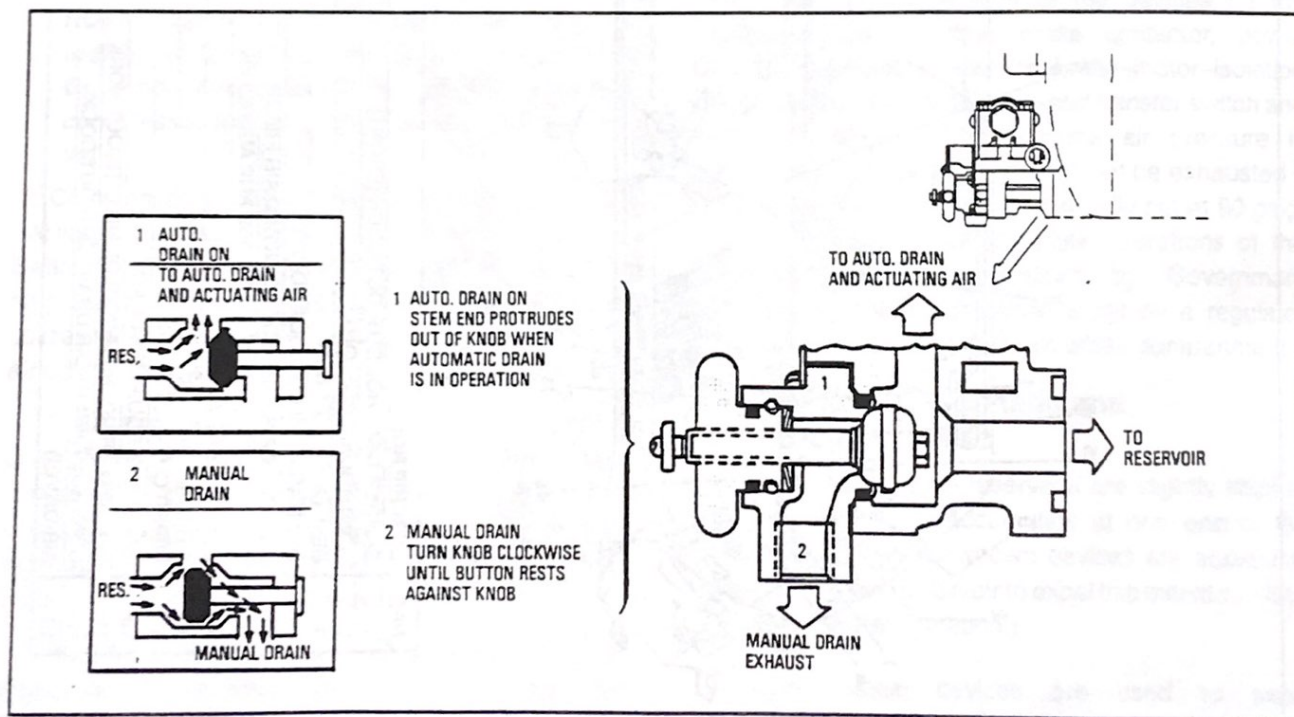 1 AUTO.
DRAIN ON
TO AUTO. DRAIN
AND ACTUATING AIR
RES.
2 MANUAL
DRAIN
RES.
MANUAL DRAIN
1 AUTO. DRAIN ON
STEM END PROTRUDES
OUT OF KNOB WHEN
AUTOMATIC DRAIN
IS IN OPERATION
2 MANUAL DRAIN
TURN KNOB CLOCKWISE
UNTIL BUTTON RESTS
AGAINST KNOB
TO AUTO. DRAIN
AND ACTUATING AIR
1
TO
RESERVOIR
2
MANUAL DRAIN
EXHAUST